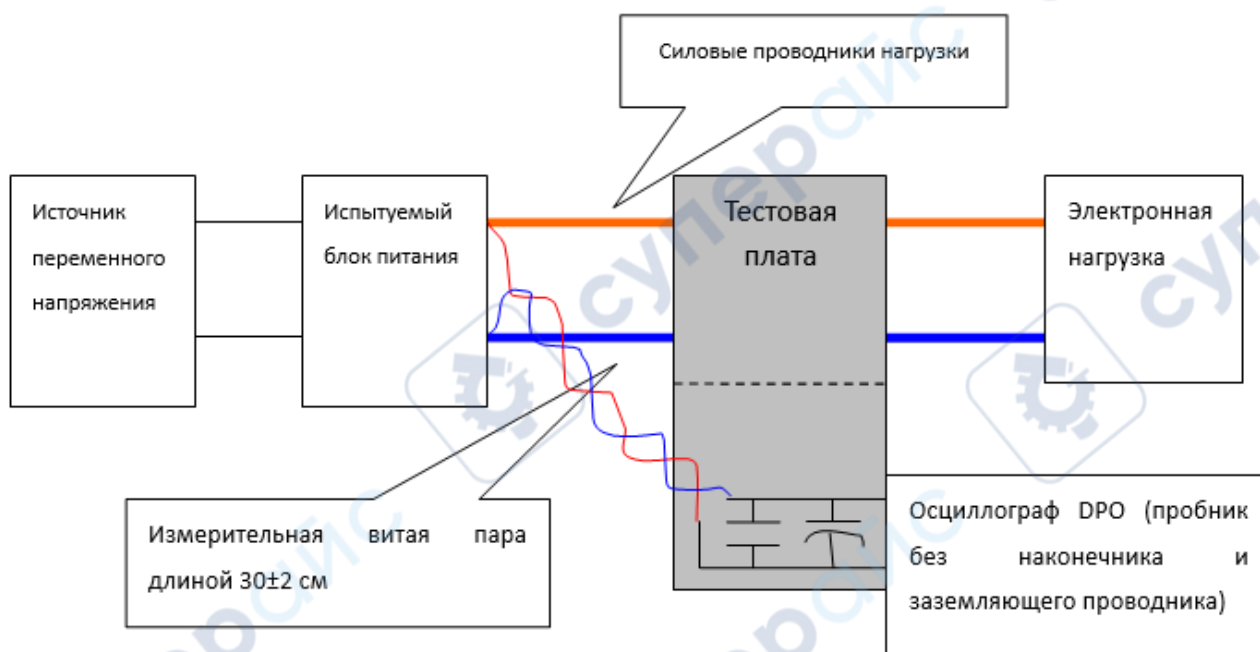 Силовые проводники нагрузки
Источник
переменного
напряжения
Испытуемый
блок питания
Тестовая
плата
Электронная
нагрузка
Измерительная витая пара
длиной 30±2 см
Осциллограф DPO (пробник
без наконечника и
заземляющего проводника)
суперайс